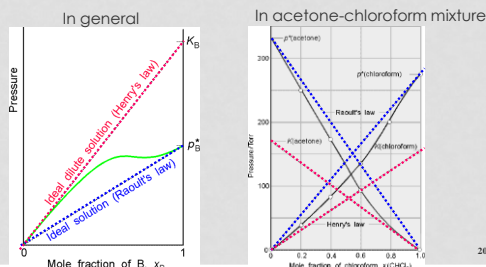 In general
In acetone-chloroform mixture
Pressure
K_B
p*_B
Ideal dilute solution (Henry's law)
Ideal solution (Raoult's law)
0
1
Mole fraction of B, x_B
Pressure/Torr
300
200
100
0
p*(acetone)
p*(chloroform)
Raoult's law
K(acetone)
K(chloroform)
Henry's law
0
0.2
0.4
0.6
0.8
1.0
Mole fraction of chloroform, x(CHCl₃)